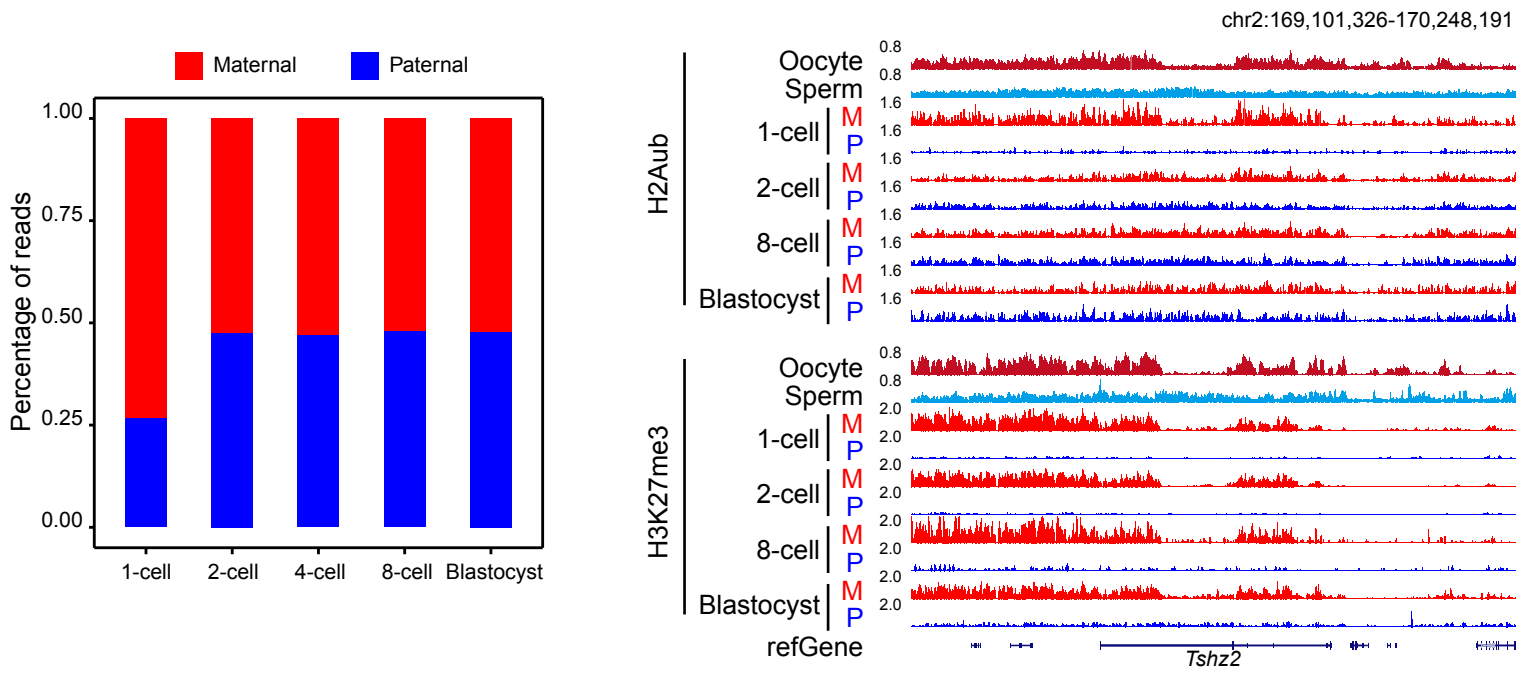 Maternal Paternal
Percentage of reads
1.00
0.75
0.50
0.25
0.00
1-cell 2-cell 4-cell 8-cell Blastocyst
chr2:169,101,326-170,248,191
H2Aub
Oocyte 0.8
Sperm 0.8
1-cell M 1.6
P 1.6
2-cell M 1.6
P 1.6
8-cell M 1.6
P 1.6
Blastocyst M 1.6
P 1.6
H3K27me3
Oocyte 0.8
Sperm 0.8
1-cell M 2.0
P 2.0
2-cell M 2.0
P 2.0
8-cell M 2.0
P 2.0
Blastocyst M 2.0
P 2.0
refGene
Tshz2